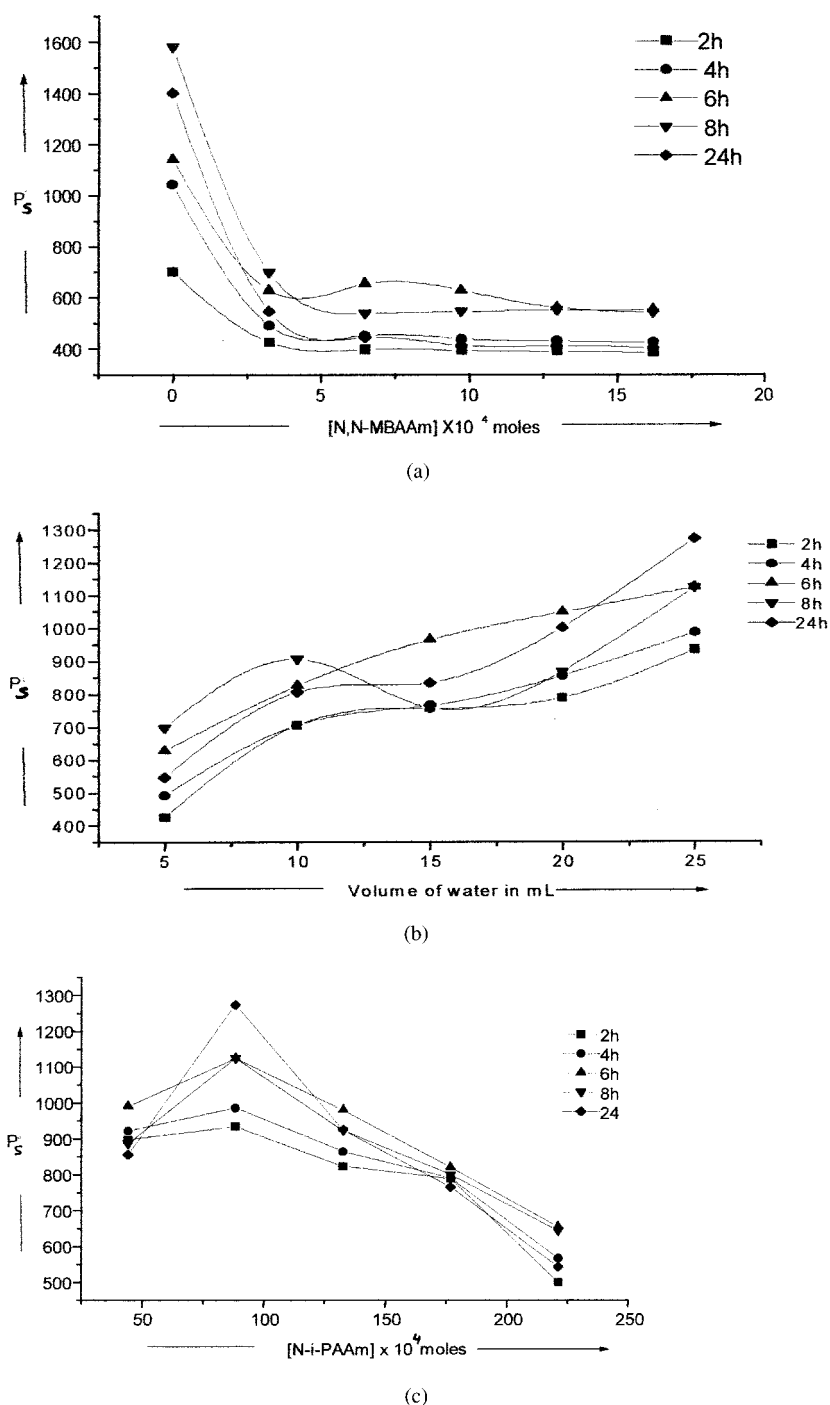 1600
1400
1200
1000
800
600
400
Ps
0
5
10
15
20
[N,N-MBAAm] X10 4 moles
2h
4h
6h
8h
24h
(a)
1300
1200
1100
1000
900
800
700
600
500
400
Ps
5
10
15
20
25
Volume of water in mL
2h
4h
6h
8h
24h
(b)
1300
1200
1100
1000
900
800
700
600
500
Ps
50
100
150
200
250
[N-i-PAAm] x 10 4 moles
2h
4h
6h
8h
24
(c)